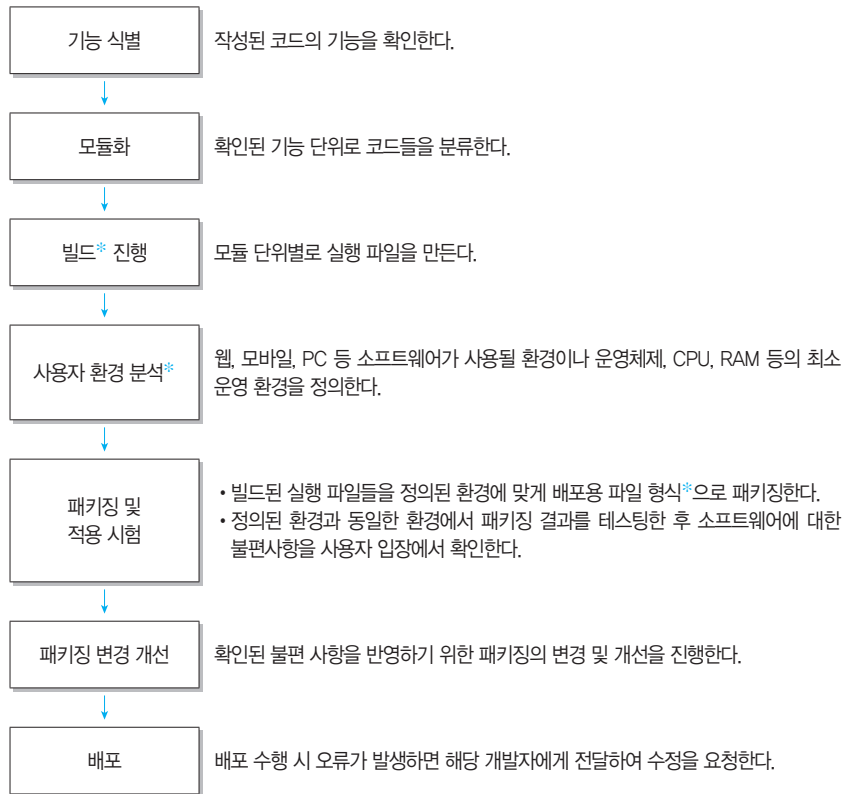 기능 식별
작성된 코드의 기능을 확인한다.
모듈화
확인된 기능 단위로 코드들을 분류한다.
빌드* 진행
모듈 단위별로 실행 파일을 만든다.
사용자 환경 분석*
웹, 모바일, PC 등 소프트웨어가 사용될 환경이나 운영체제, CPU, RAM 등의 최소
운영 환경을 정의한다.
패키징 및
적용 시험
• 빌드된 실행 파일들을 정의된 환경에 맞게 배포용 파일 형식*으로 패키징한다.
• 정의된 환경과 동일한 환경에서 패키징 결과를 테스팅한 후 소프트웨어에 대한
불편사항을 사용자 입장에서 확인한다.
패키징 변경 개선
확인된 불편 사항을 반영하기 위한 패키징의 변경 및 개선을 진행한다.
배포
배포 수행 시 오류가 발생하면 해당 개발자에게 전달하여 수정을 요청한다.